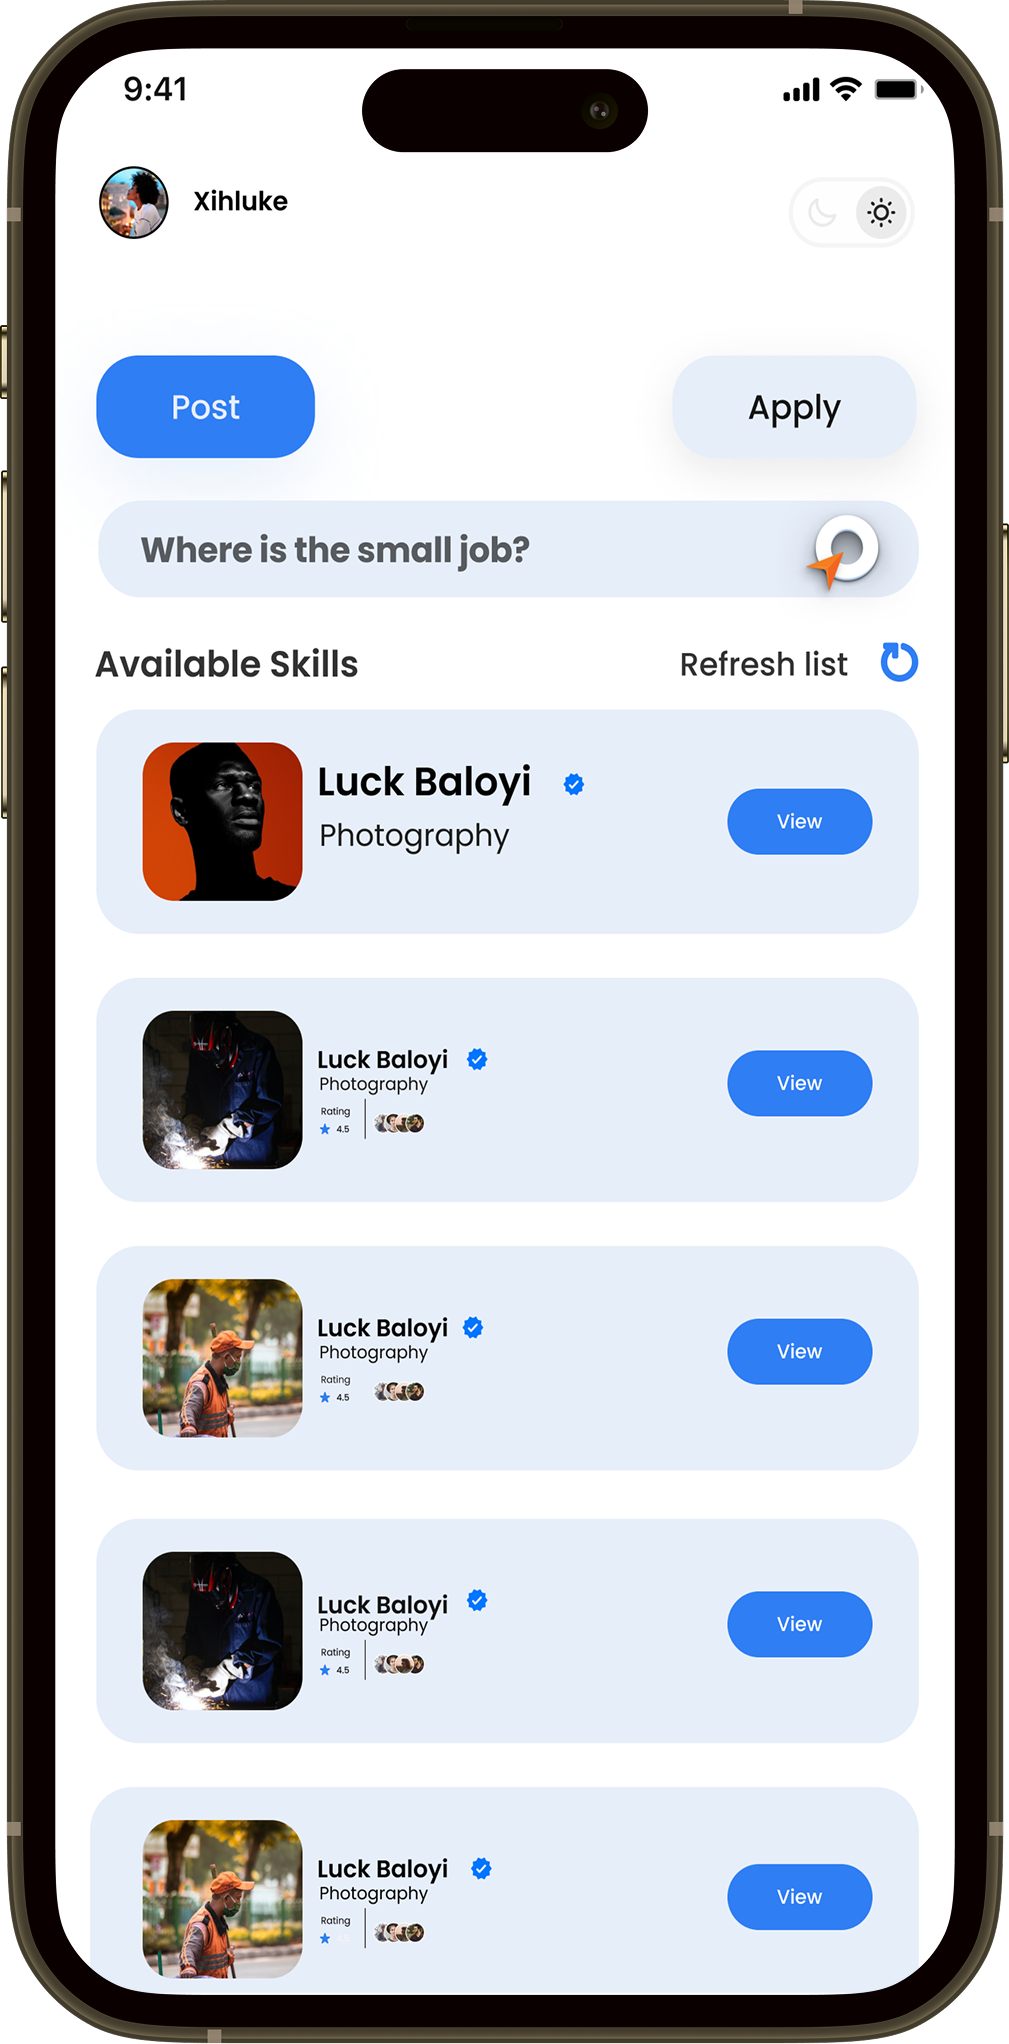 9:41
Xihluke
Post
Apply
Where is the small job?
Available Skills
Refresh list
Luck Baloyi
Photography
View
Luck Baloyi
Photography
Rating
4.5
View
Luck Baloyi
Photography
Rating
4.5
View
Luck Baloyi
Photography
Rating
4.5
View
Luck Baloyi
Photography
Rating
View